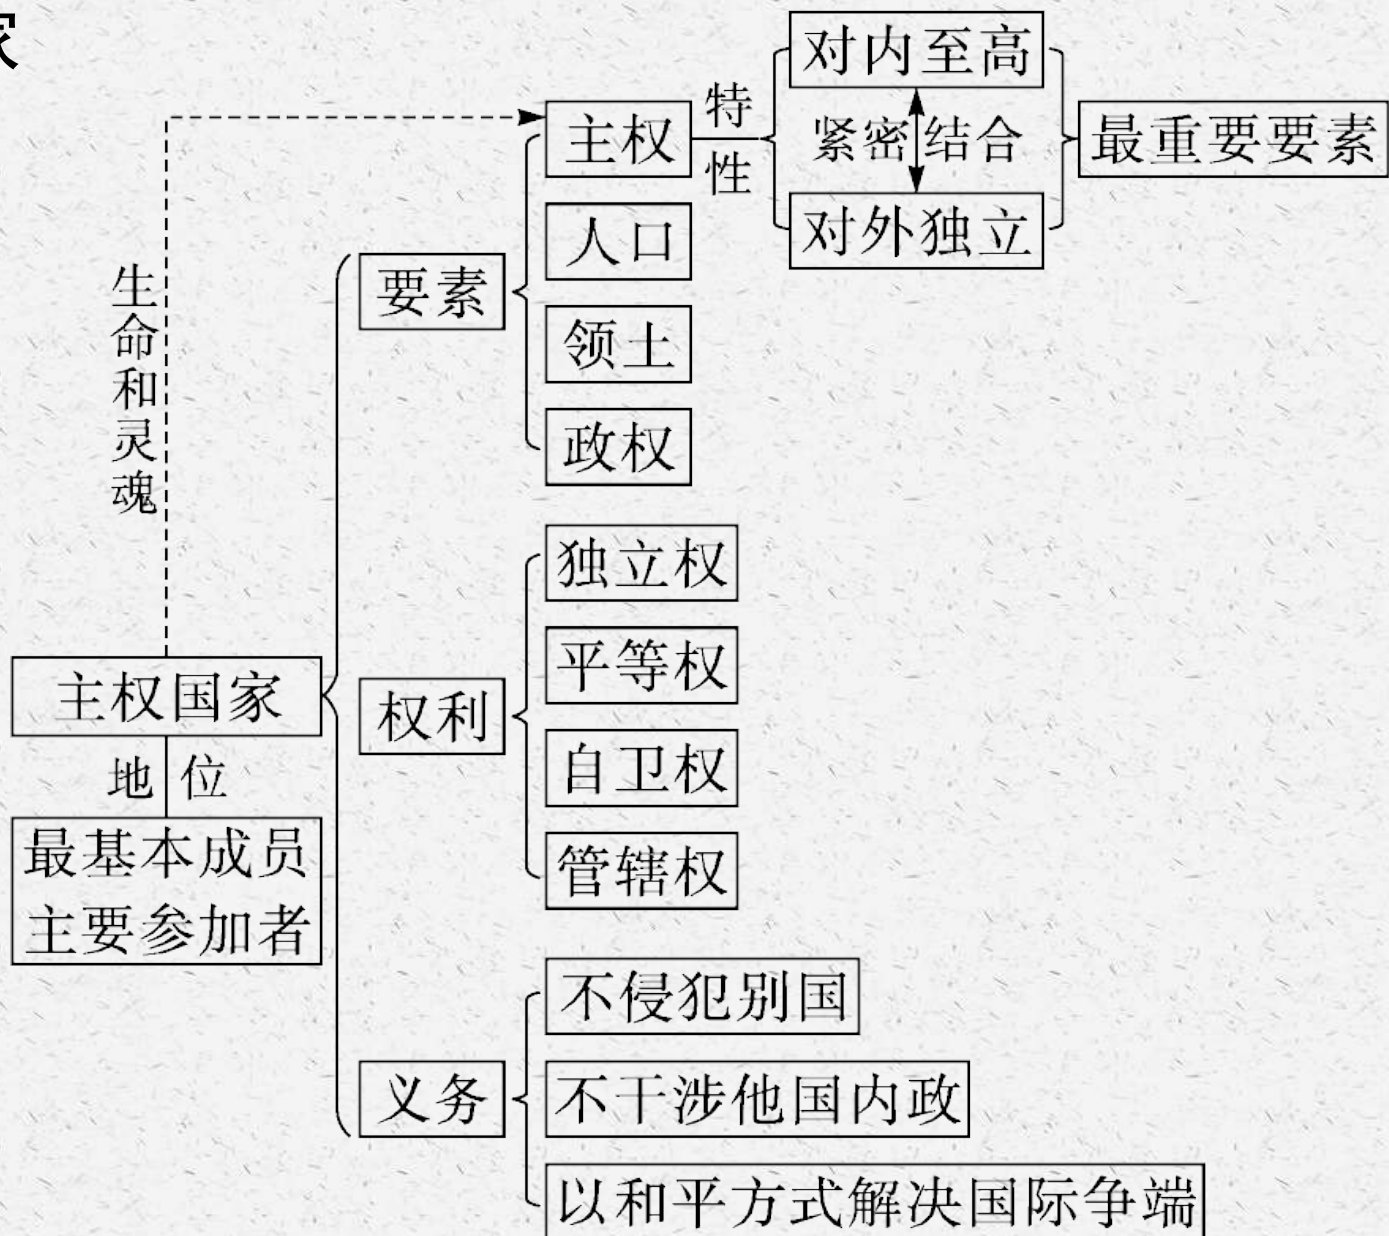 家
对内至高
主权
特性
紧密结合
最重要要素
对外独立
人口
要素
领土
政权
生命和灵魂
独立权
平等权
主权国家
权利
地位
自卫权
最基本成员
主要参加者
管辖权
不侵犯别国
义务
不干涉他国内政
以和平方式解决国际争端